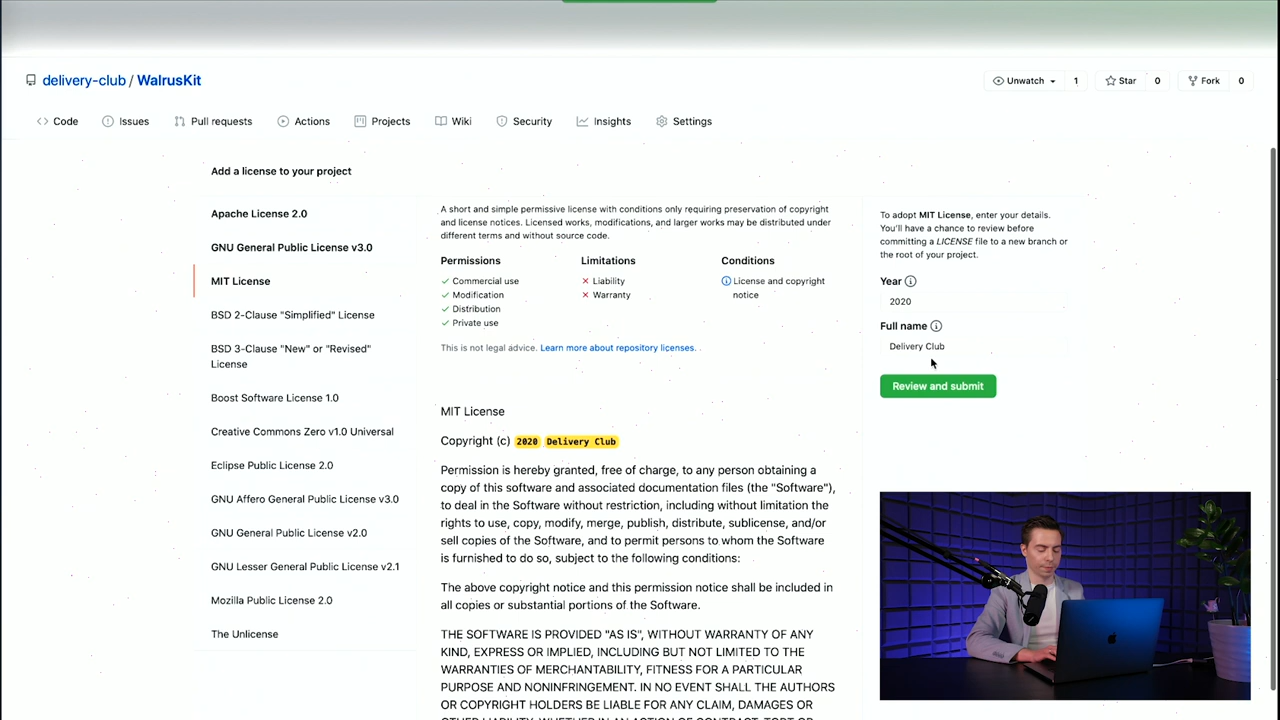 delivery-club / WalrusKit
Unwatch 1 Star 0 Fork 0
Code Issues Pull requests Actions Projects Wiki Security Insights Settings
Add a license to your project
Apache License 2.0
GNU General Public License v3.0
MIT License
BSD 2-Clause "Simplified" License
BSD 3-Clause "New" or "Revised"
License
Boost Software License 1.0
Creative Commons Zero v1.0 Universal
Eclipse Public License 2.0
GNU Affero General Public License v3.0
GNU General Public License v2.0
GNU Lesser General Public License v2.1
Mozilla Public License 2.0
The Unlicense
A short and simple permissive license with conditions only requiring preservation of copyright
and license notices. Licensed works, modifications, and larger works may be distributed under
different terms and without source code.
Permissions
Commercial use
Modification
Distribution
Private use
Limitations
Liability
Warranty
Conditions
License and copyright
notice
This is not legal advice. Learn more about repository licenses.
MIT License
Copyright (c) 2020 Delivery Club
Permission is hereby granted, free of charge, to any person obtaining a
copy of this software and associated documentation files (the "Software"),
to deal in the Software without restriction, including without limitation the
rights to use, copy, modify, merge, publish, distribute, sublicense, and/or
sell copies of the Software, and to permit persons to whom the Software
is furnished to do so, subject to the following conditions:
The above copyright notice and this permission notice shall be included in
all copies or substantial portions of the Software.
THE SOFTWARE IS PROVIDED "AS IS", WITHOUT WARRANTY OF ANY
KIND, EXPRESS OR IMPLIED, INCLUDING BUT NOT LIMITED TO THE
WARRANTIES OF MERCHANTABILITY, FITNESS FOR A PARTICULAR
PURPOSE AND NONINFRINGEMENT. IN NO EVENT SHALL THE AUTHORS
OR COPYRIGHT HOLDERS BE LIABLE FOR ANY CLAIM, DAMAGES OR
OTHER LIABILITY, WHETHER IN AN ACTION OF CONTRACT, TORT OR
To adopt MIT License, enter your details.
You'll have a chance to review before
committing a LICENSE file to a new branch or
the root of your project.
Year
2020
Full name
Delivery Club
Review and submit